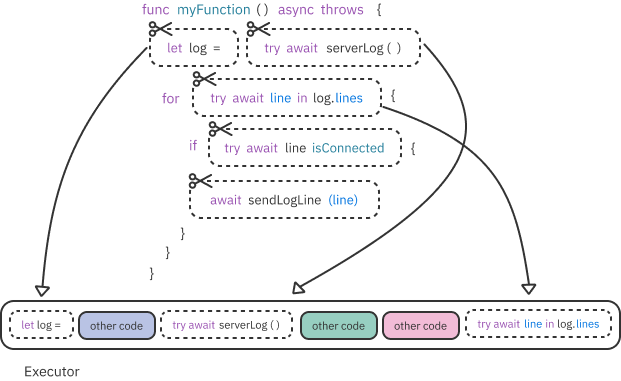 func myFunction () async throws {
let log = try await serverLog ( )
for try await line in log.lines {
if try await line isConnected {
await sendLogLine (line)
}
}
}
let log = other code try await serverLog ( ) other code other code try await line in log.lines
Executor